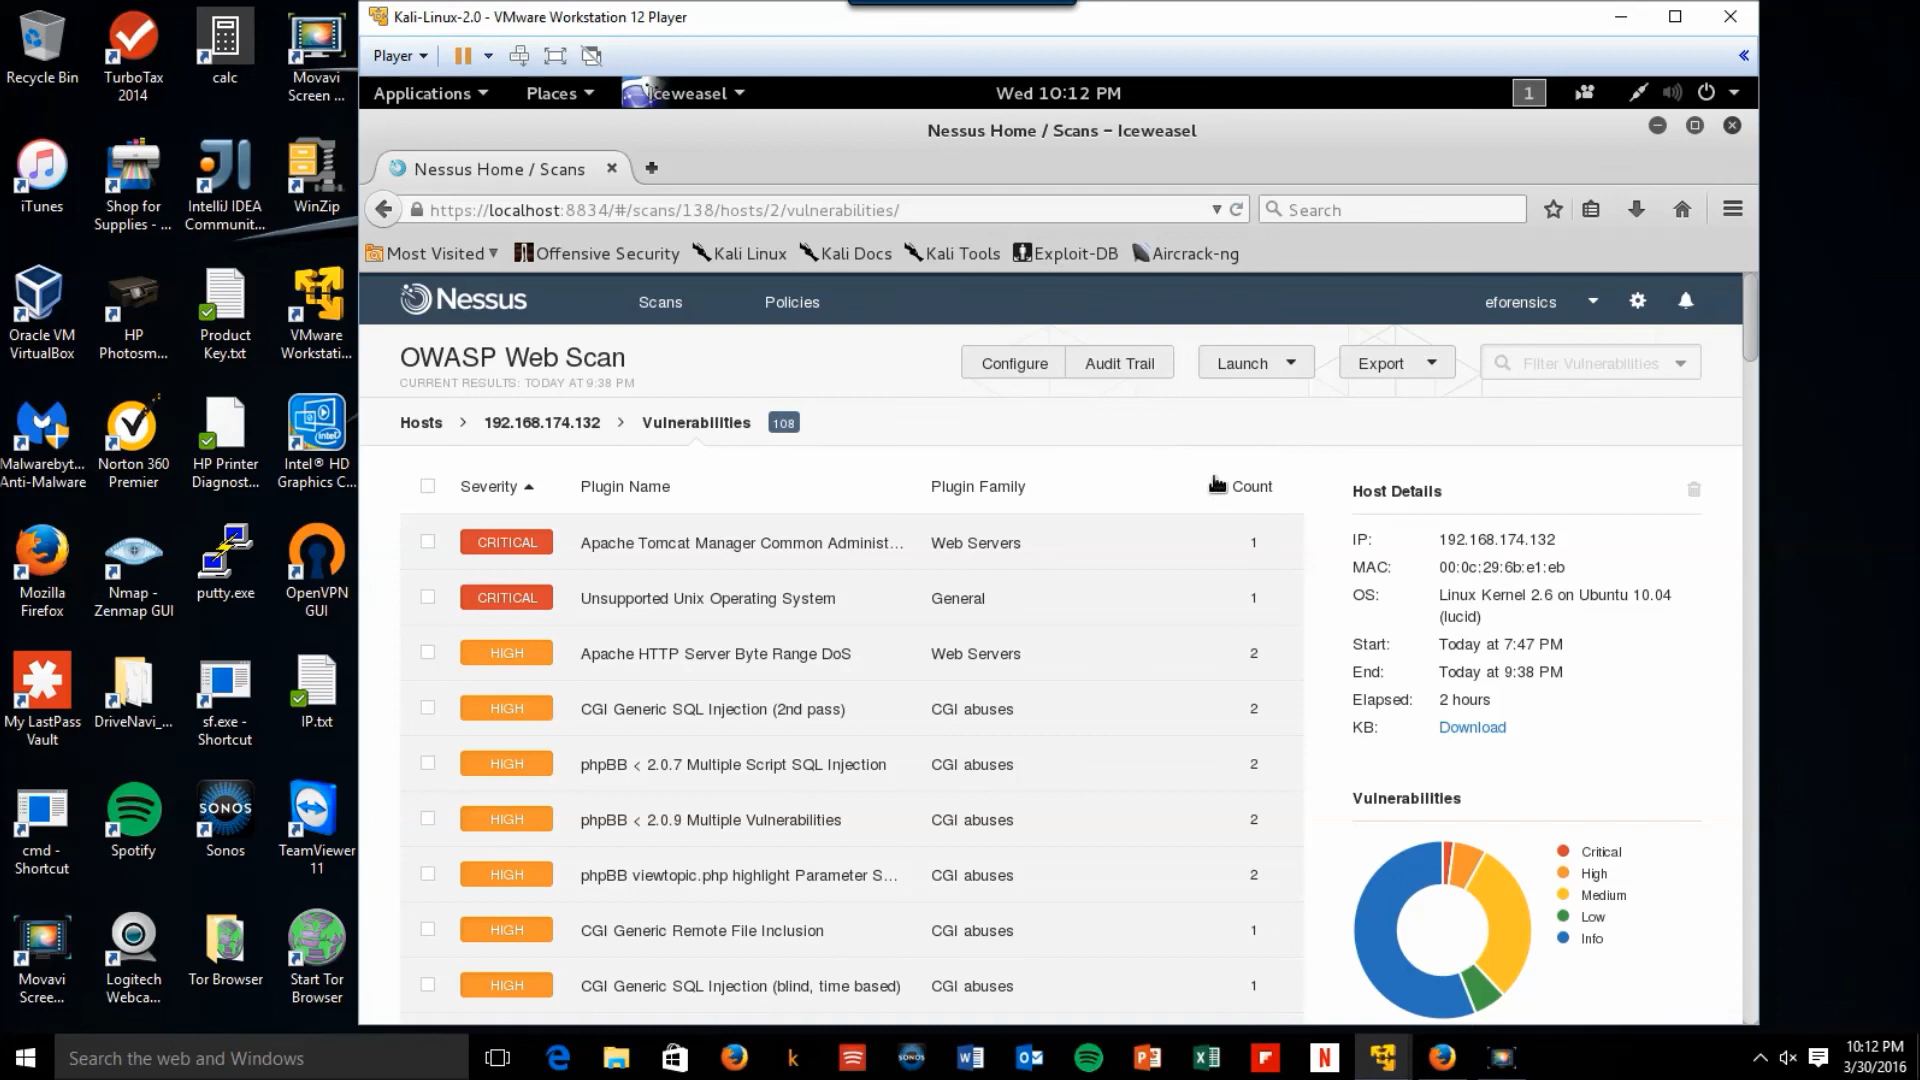 Kali-Linux-2.0 - VMware Workstation 12 Player
Player
Applications
Places
Iceweasel
Wed 10:12 PM
1
Nessus Home / Scans – Iceweasel
Nessus Home / Scans
https://localhost:8834/#/scans/138/hosts/2/vulnerabilities/
Search
Most Visited
Offensive Security
Kali Linux
Kali Docs
Kali Tools
Exploit-DB
Aircrack-ng
Nessus
Scans
Policies
eforensics
OWASP Web Scan
CURRENT RESULTS: TODAY AT 9:38 PM
Configure
Audit Trail
Launch
Export
Filter Vulnerabilities
Hosts > 192.168.174.132 > Vulnerabilities 108
Severity Plugin Name Plugin Family Count
CRITICAL Apache Tomcat Manager Common Administ... Web Servers 1
CRITICAL Unsupported Unix Operating System General 1
HIGH Apache HTTP Server Byte Range DoS Web Servers 2
HIGH CGI Generic SQL Injection (2nd pass) CGI abuses 2
HIGH phpBB < 2.0.7 Multiple Script SQL Injection CGI abuses 2
HIGH phpBB < 2.0.9 Multiple Vulnerabilities CGI abuses 2
HIGH phpBB viewtopic.php highlight Parameter S... CGI abuses 2
HIGH CGI Generic Remote File Inclusion CGI abuses 1
HIGH CGI Generic SQL Injection (blind, time based) CGI abuses 1
Host Details
IP: 192.168.174.132
MAC: 00:0c:29:6b:e1:eb
OS: Linux Kernel 2.6 on Ubuntu 10.04
(lucid)
Start: Today at 7:47 PM
End: Today at 9:38 PM
Elapsed: 2 hours
KB: Download
Vulnerabilities
Critical
High
Medium
Low
Info
Recycle Bin
TurboTax
2014
calc
Movavi
Screen ...
iTunes
Shop for
Supplies - ...
IntelliJ IDEA
Communit...
WinZip
Oracle VM
VirtualBox
HP
Photosm...
Product
Key.txt
VMware
Workstati...
Malwarebyt...
Anti-Malware
Norton 360
Premier
HP Printer
Diagnost...
intel
Intel® HD
Graphics C...
Mozilla
Firefox
Nmap -
Zenmap GUI
putty.exe
OpenVPN
GUI
My LastPass
Vault
DriveNavi_...
sf.exe -
Shortcut
IP.txt
cmd -
Shortcut
Spotify
SONOS
Sonos
TeamViewer
11
Movavi
Scree...
Logitech
Webca...
Tor Browser
Start Tor
Browser
Search the web and Windows
k
SONOS
N
10:12 PM
3/30/2016